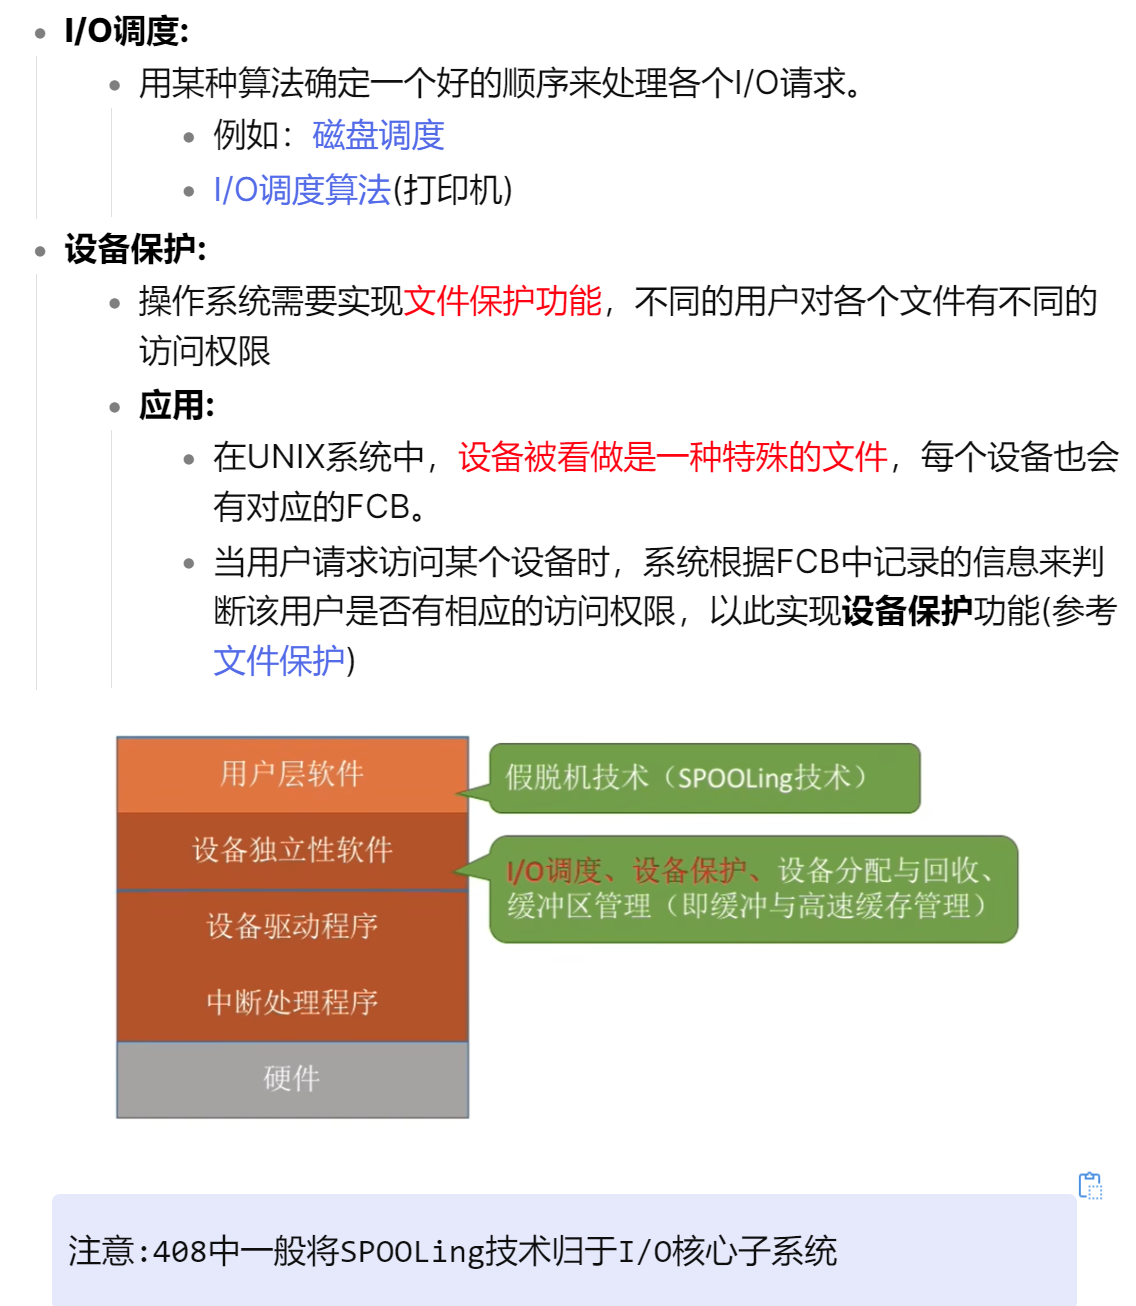 I/O调度:
用某种算法确定一个好的顺序来处理各个I/O请求。
例如：磁盘调度
I/O调度算法(打印机)
设备保护:
操作系统需要实现文件保护功能，不同的用户对各个文件有不同的
访问权限
应用:
在UNIX系统中，设备被看做是一种特殊的文件，每个设备也会
有对应的FCB。
当用户请求访问某个设备时，系统根据FCB中记录的信息来判
断该用户是否有相应的访问权限，以此实现设备保护功能(参考
文件保护)
用户层软件
假脱机技术（SPOOLing技术）
设备独立性软件
I/O调度、设备保护、设备分配与回收、
缓冲区管理（即缓冲与高速缓存管理）
设备驱动程序
中断处理程序
硬件
注意:408中一般将SPOOLing技术归于I/O核心子系统